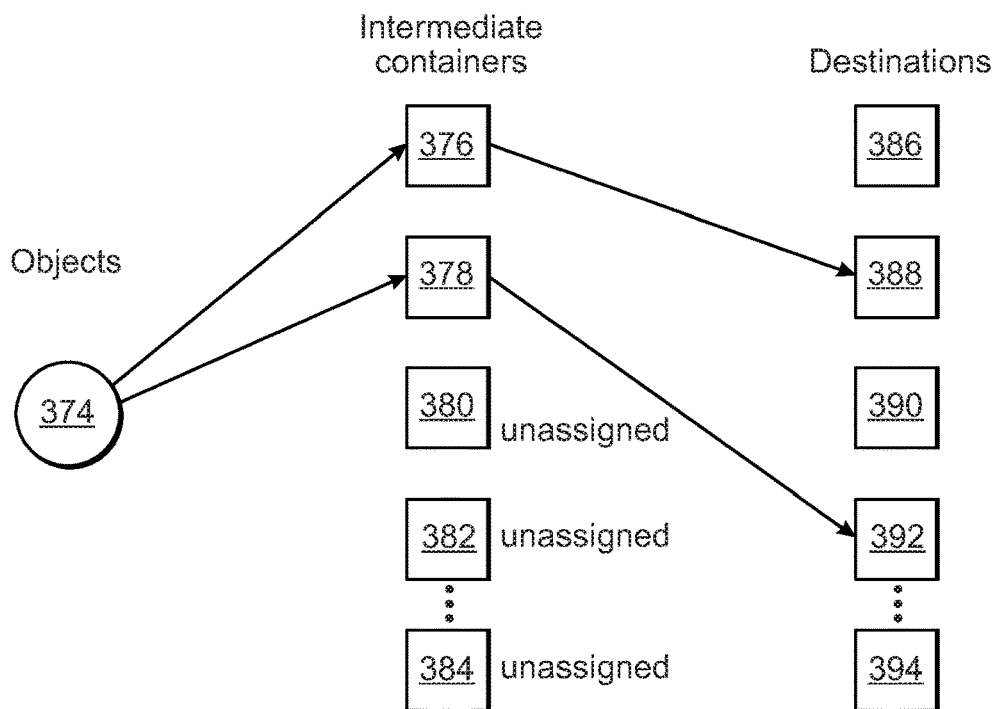 Intermediate
containers
Destinations
376
386
Objects
378
388
374
380
unassigned
390
382 unassigned
392
384 unassigned
394